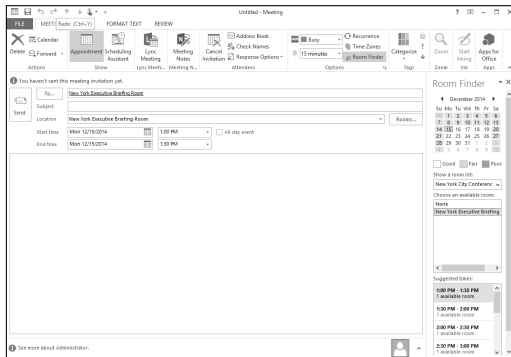 Untitled - Meeting
FILE MEETI Redo (Ctrl+Y) FORMAT TEXT REVIEW
Delete
Calendar
Forward
Actions
Appointment
Scheduling Assistant
Show
Lync Meeting
Lync Meeti...
Meeting Notes
Meeting N...
Cancel Invitation
Address Book
Check Names
Response Options
Attendees
Busy
15 minutes
Recurrence
Time Zones
Room Finder
Options
Categorize
Tags
Zoom
Zoom
Start Inking
Ink
Apps for Office
Apps
You haven't sent this meeting invitation yet.
Send
To... New York Executive Briefing Room
Subject
Location New York Executive Briefing Room Rooms...
Start time Mon 12/15/2014 1:00 PM All day event
End time Mon 12/15/2014 1:30 PM
See more about Administrator.
Room Finder
December 2014
Su Mo Tu We Th Fr Sa
30 1 2 3 4 5 6
7 8 9 10 11 12 13
14 15 16 17 18 19 20
21 22 23 24 25 26 27
28 29 30 31 1 2 3
4 5 6 7 8 9 10
Good Fair Poor
Show a room list:
New York City Conferenc
Choose an available room
None
New York Executive Briefing
Suggested times:
1:00 PM - 1:30 PM
1 available room
1:30 PM - 2:00 PM
1 available room
2:00 PM - 2:30 PM
1 available room
2:30 PM - 3:00 PM
1 available room